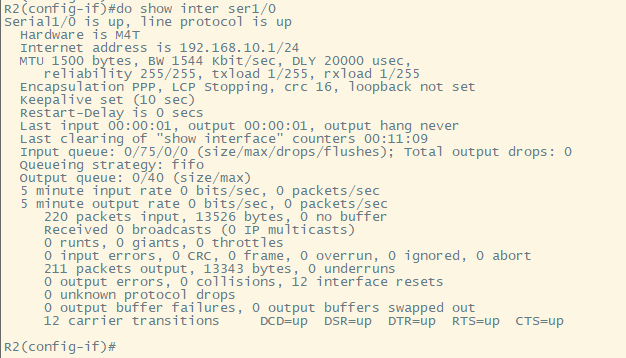 R2(config-if)#do show inter ser1/0
Serial1/0 is up, line protocol is up
Hardware is M4T
Internet address is 192.168.10.1/24
MTU 1500 bytes, BW 1544 Kbit/sec, DLY 20000 usec,
reliability 255/255, txload 1/255, rxload 1/255
Encapsulation PPP, LCP Stopping, crc 16, loopback not set
Keepalive set (10 sec)
Restart-Delay is 0 secs
Last input 00:00:01, output 00:00:01, output hang never
Last clearing of "show interface" counters 00:11:09
Input queue: 0/75/0/0 (size/max/drops/flushes); Total output drops: 0
Queueing strategy: fifo
Output queue: 0/40 (size/max)
5 minute input rate 0 bits/sec, 0 packets/sec
5 minute output rate 0 bits/sec, 0 packets/sec
220 packets input, 13526 bytes, 0 no buffer
Received 0 broadcasts (0 IP multicasts)
0 runts, 0 giants, 0 throttles
0 input errors, 0 CRC, 0 frame, 0 overrun, 0 ignored, 0 abort
211 packets output, 13343 bytes, 0 underruns
0 output errors, 0 collisions, 12 interface resets
0 unknown protocol drops
0 output buffer failures, 0 output buffers swapped out
12 carrier transitions     DCD=up  DSR=up  DTR=up  RTS=up  CTS=up
R2(config-if)#